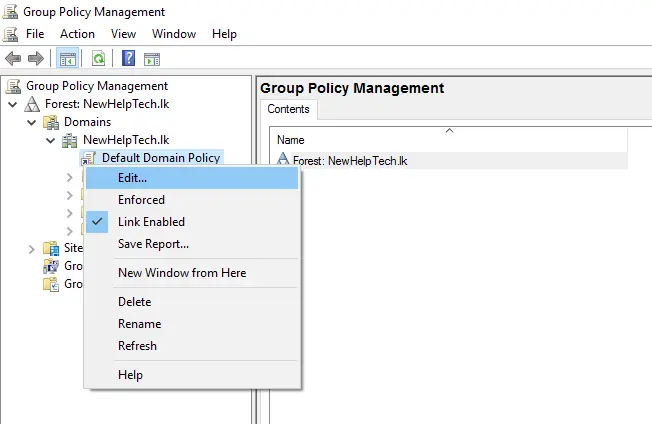 Group Policy Management
File Action View Window Help
Group Policy Management
Forest: NewHelpTech.lk
Domains
NewHelpTech.lk
Default Domain Policy
Site
Gro
Gro
Edit...
Enforced
Link Enabled
Save Report...
New Window from Here
Delete
Rename
Refresh
Help
Group Policy Management
Contents
Name
Forest: NewHelpTech.lk